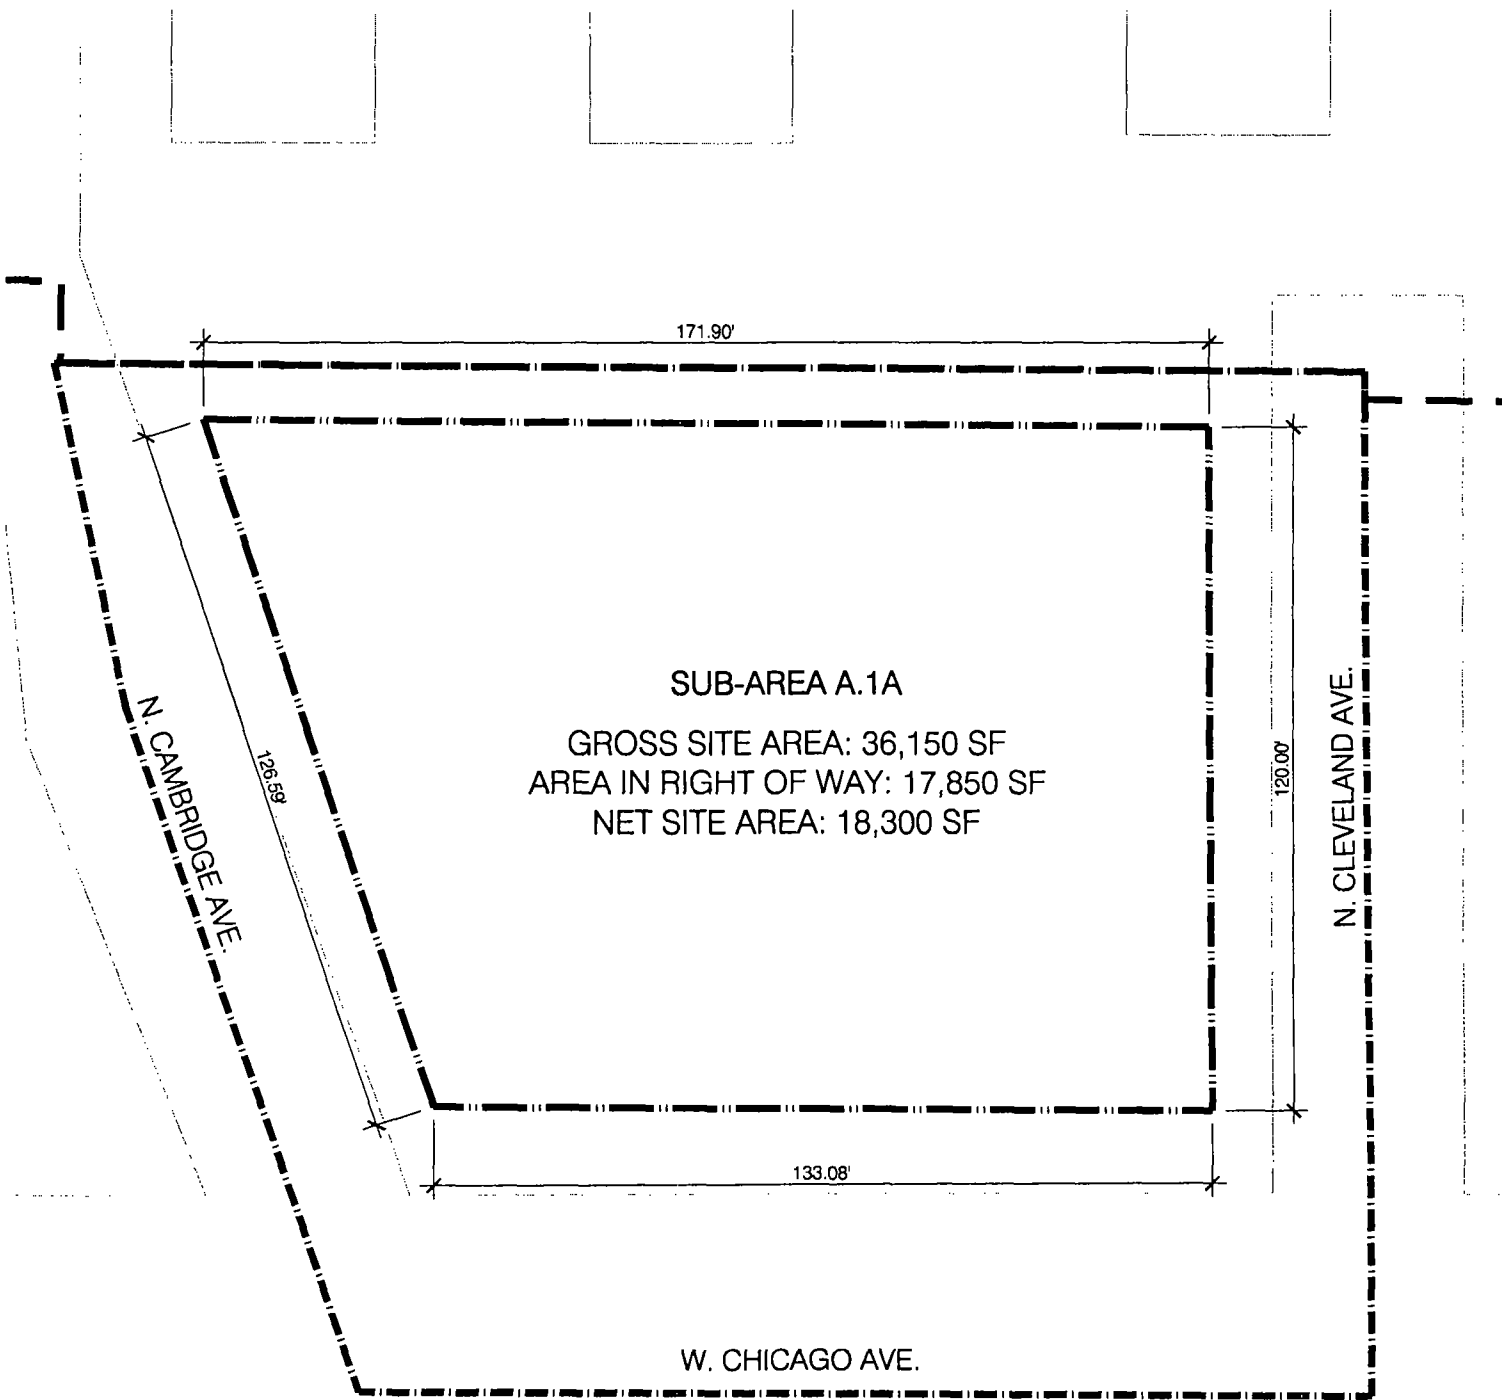 171.90'
SUB-AREA A.1A
GROSS SITE AREA: 36,150 SF
AREA IN RIGHT OF WAY: 17,850 SF
NET SITE AREA: 18,300 SF
N. CAMBRIDGE AVE.
126.59'
120.00'
N. CLEVELAND AVE.
133.08'
W. CHICAGO AVE.